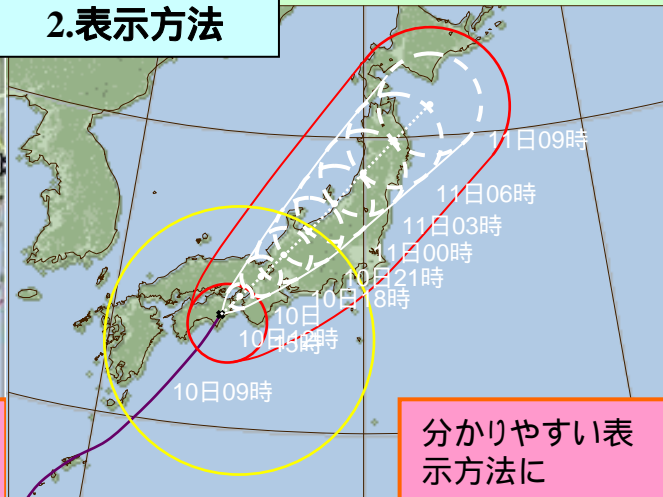 2.表示方法
11日09時
11日06時
11日03時
11日00時
10日21時
10日18時
10日
10日09時
分かりやすい表
示方法に